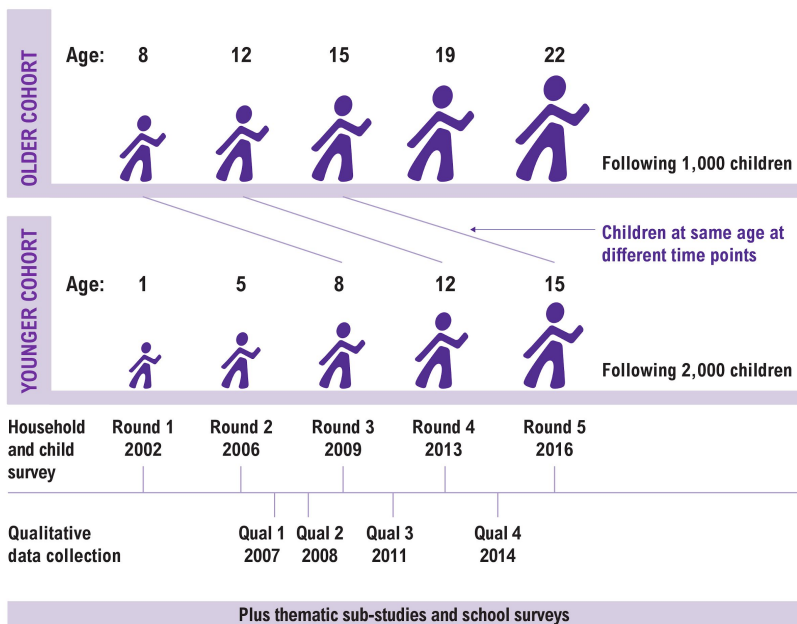 OLDER COHORT
Age: 8 12 15 19 22
Following 1,000 children
Children at same age at
different time points
YOUNGER COHORT
Age: 1 5 8 12 15
Following 2,000 children
Household
and child
survey
Round 1 Round 2 Round 3 Round 4 Round 5
2002 2006 2009 2013 2016
Qualitative
data collection
Qual 1 Qual 2 Qual 3 Qual 4
2007 2008 2011 2014
Plus thematic sub-studies and school surveys